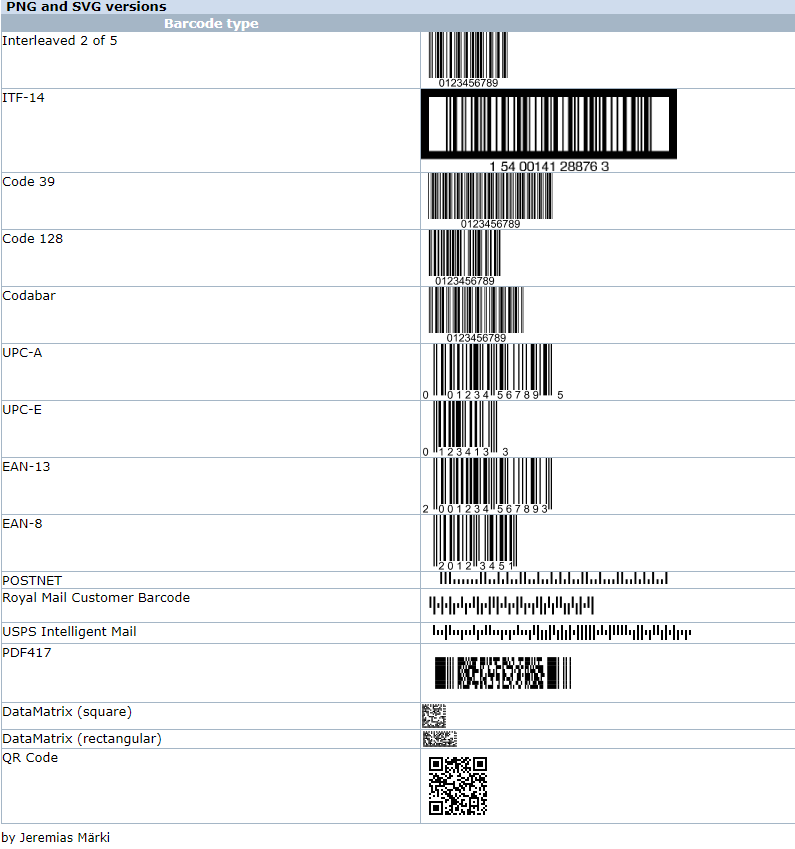 PNG and SVG versions
Barcode type
Interleaved 2 of 5
0123456789
ITF-14
1 54 00141 28876 3
Code 39
0123456789
Code 128
0123456789
Codabar
0123456789
UPC-A
0 01234 56789 5
UPC-E
0 123413 3
EAN-13
2 001234 567893
EAN-8
2012 3451
POSTNET
Royal Mail Customer Barcode
USPS Intelligent Mail
PDF417
DataMatrix (square)
DataMatrix (rectangular)
QR Code
by Jeremias Märki